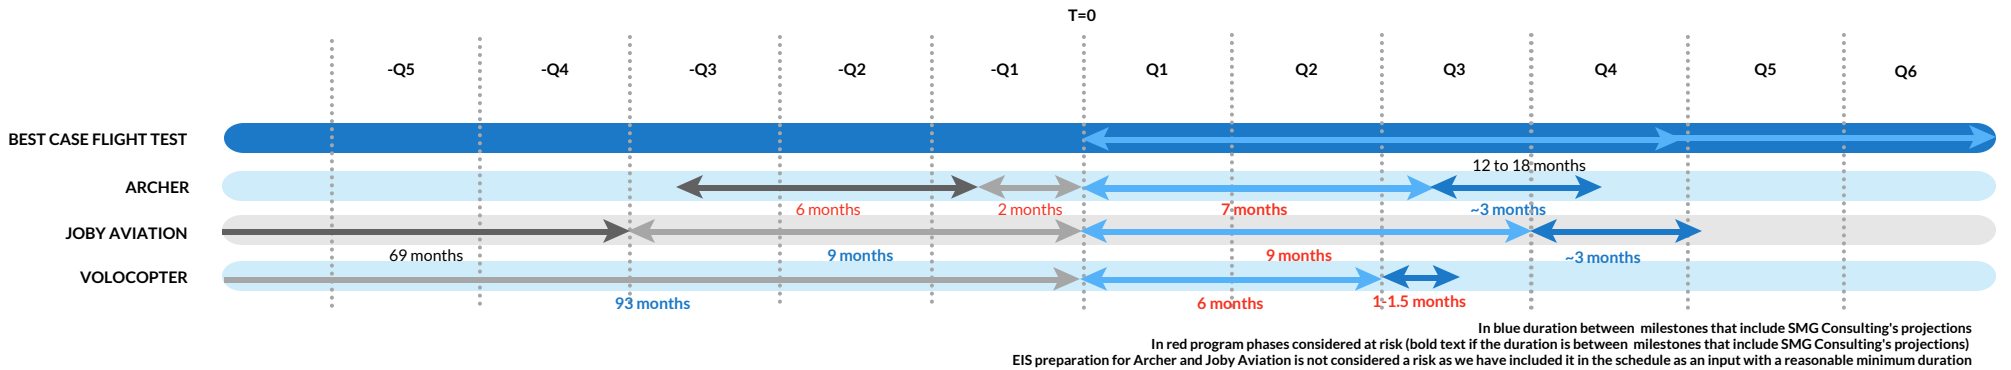 T=0
-Q5 -Q4 -Q3 -Q2 -Q1 Q1 Q2 Q3 Q4 Q5 Q6
BEST CASE FLIGHT TEST
12 to 18 months
ARCHER
6 months 2 months 7 months ~3 months
JOBY AVIATION
69 months 9 months 9 months ~3 months
VOLOCOPTER
93 months 6 months 1-1.5 months
In blue duration between milestones that include SMG Consulting's projections
In red program phases considered at risk (bold text if the duration is between milestones that include SMG Consulting's projections)
EIS preparation for Archer and Joby Aviation is not considered a risk as we have included it in the schedule as an input with a reasonable minimum duration